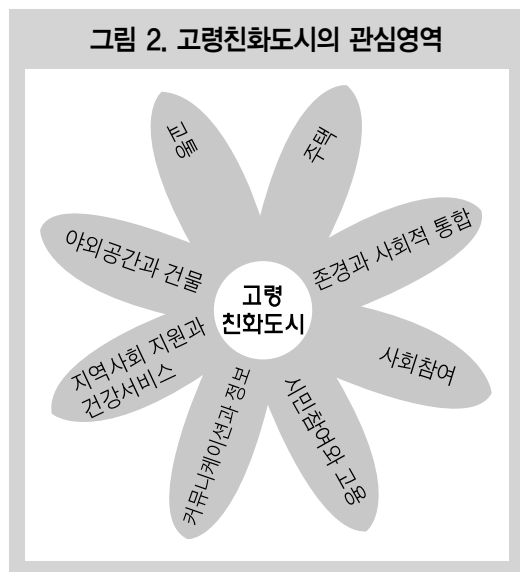 그림 2. 고령친화도시의 관심영역
교통
주택
야외공간과 건물
존경과 사회적 통합
고령
친화도시
지역사회 지원과
건강서비스
사회참여
커뮤니케이션과 정보
시민참여와 고용